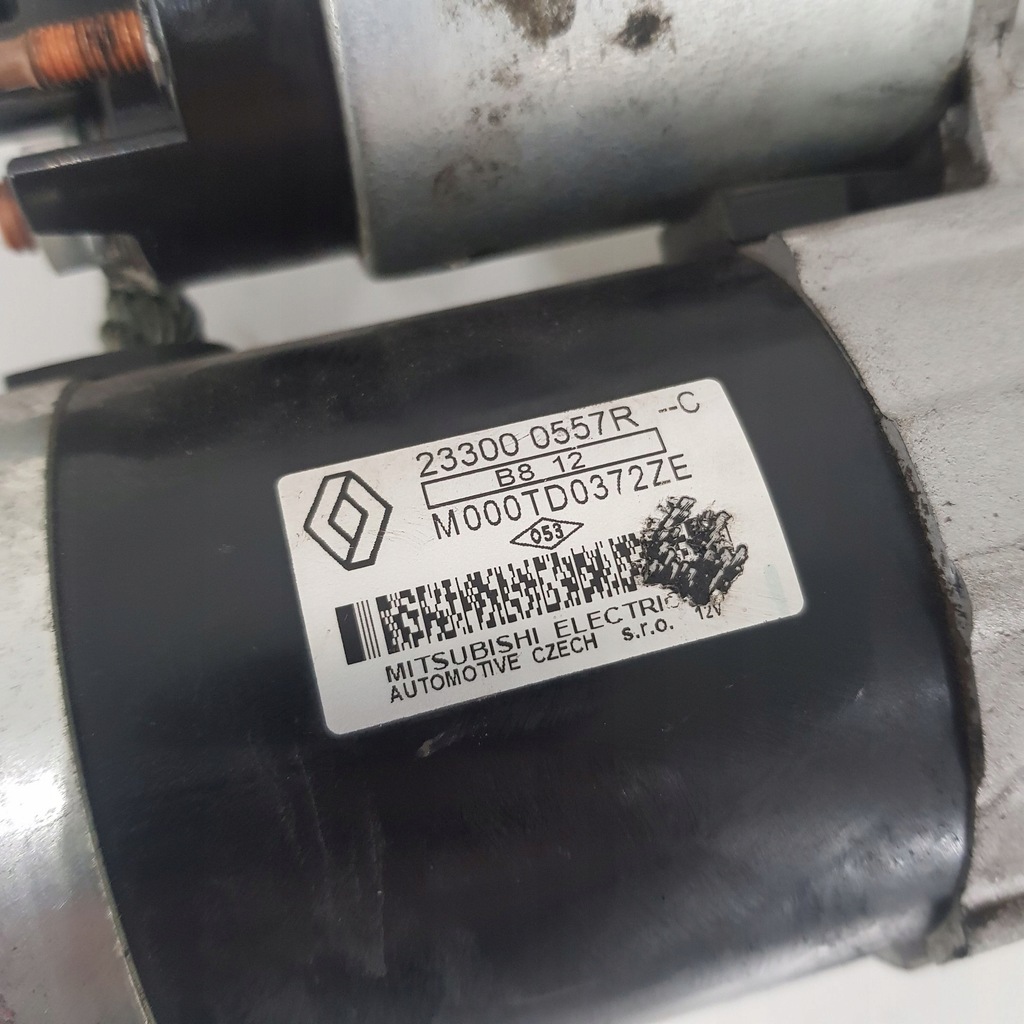 23300 0557R --C
B8 12
M000TD0372ZE
053
MITSUBISHI ELECTRIC
AUTOMOTIVE CZECH s.r.o. 12V